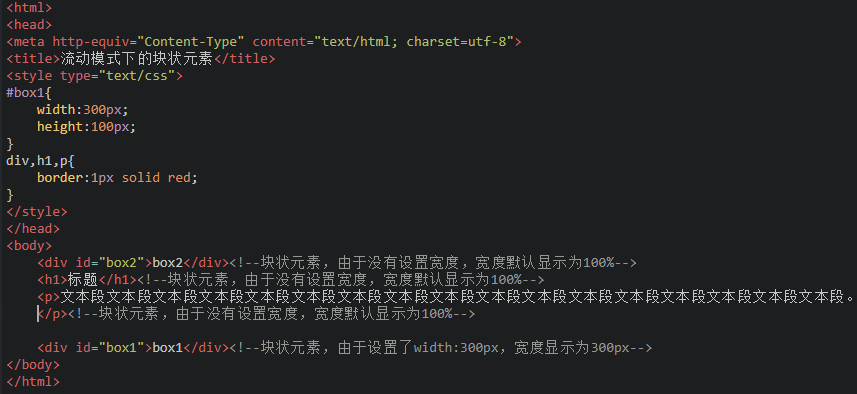 <html>
<head>
<meta http-equiv="Content-Type" content="text/html; charset=utf-8">
<title>流动模式下的块状元素</title>
<style type="text/css">
#box1{
    width:300px;
    height:100px;
}
div,h1,p{
    border:1px solid red;
}
</style>
</head>
<body>
    <div id="box2">box2</div><!--块状元素，由于没有设置宽度，宽度默认显示为100%-->
    <h1>标题</h1><!--块状元素，由于没有设置宽度，宽度默认显示为100%-->
    <p>文本段文本段文本段文本段文本段文本段文本段文本段文本段文本段文本段文本段文本段文本段文本段文本段文本段。
    </p><!--块状元素，由于没有设置宽度，宽度默认显示为100%-->
    <div id="box1">box1</div><!--块状元素，由于设置了width:300px，宽度显示为300px-->
</body>
</html>